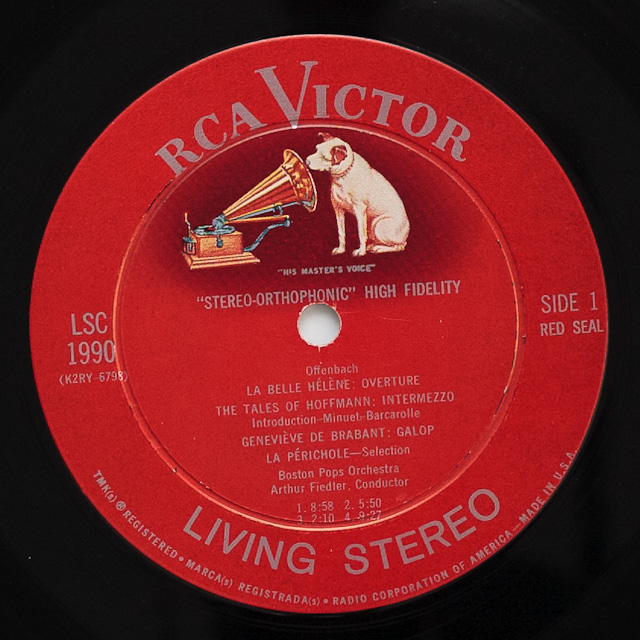 RCA VICTOR
"HIS MASTER'S VOICE"
"STEREO-ORTHOPHONIC" HIGH FIDELITY
LSC
1990
(K2RY-6798)
SIDE 1
RED SEAL
Offenbach
LA BELLE HÉLÈNE: OVERTURE
THE TALES OF HOFFMANN: INTERMEZZO
Introduction-Minuet-Barcarolle
GENEVIÈVE DE BRABANT: GALOP
LA PÉRICHOLE—Selection
Boston Pops Orchestra
Arthur Fiedler, Conductor
1. 8:58 2. 5:50
3. 2:10 4. 9:27
LIVING STEREO
TMK(s) ® REGISTERED • MARCA(s) REGISTRADA(s) • RADIO CORPORATION OF AMERICA—MADE IN U.S.A.